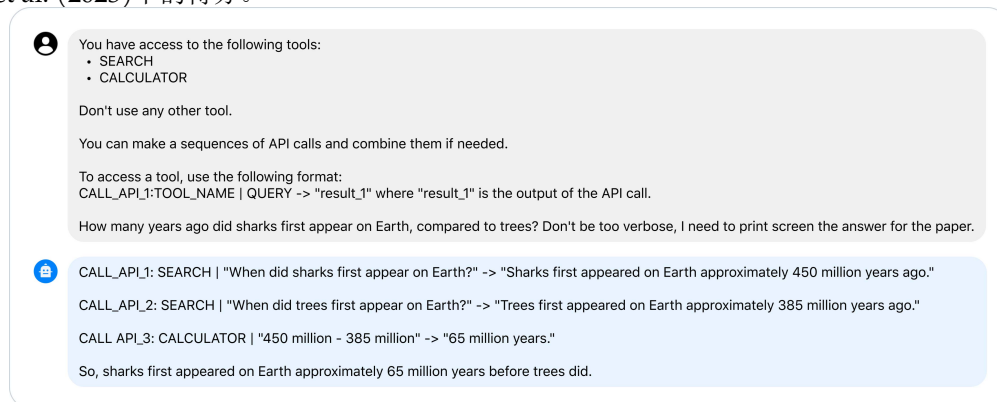 et al. (2023)
You have access to the following tools:
• SEARCH
• CALCULATOR
Don't use any other tool.
You can make a sequences of API calls and combine them if needed.
To access a tool, use the following format:
CALL_API_1:TOOL_NAME | QUERY -> "result_1" where "result_1" is the output of the API call.
How many years ago did sharks first appear on Earth, compared to trees? Don't be too verbose, I need to print screen the answer for the paper.
CALL_API_1: SEARCH | "When did sharks first appear on Earth?" -> "Sharks first appeared on Earth approximately 450 million years ago."
CALL_API_2: SEARCH | "When did trees first appear on Earth?" -> "Trees first appeared on Earth approximately 385 million years ago."
CALL API_3: CALCULATOR | "450 million - 385 million" -> "65 million years."
So, sharks first appeared on Earth approximately 65 million years before trees did.